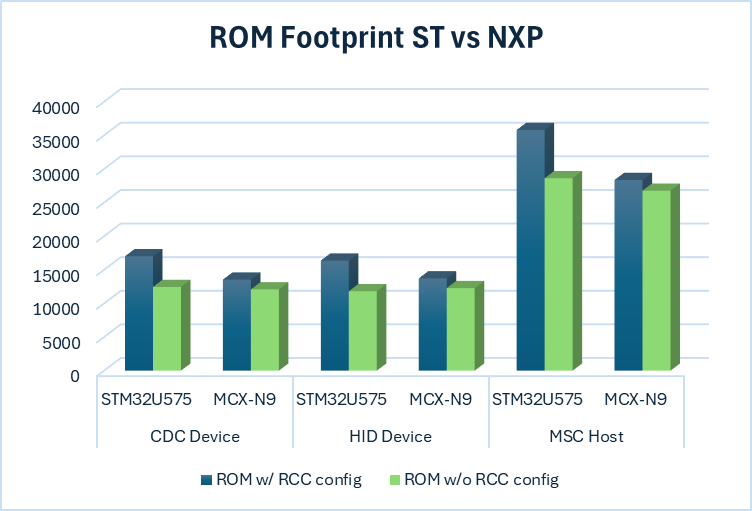 ROM Footprint ST vs NXP
40000
35000
30000
25000
20000
15000
10000
5000
0
STM32U575 MCX-N9 STM32U575 MCX-N9 STM32U575 MCX-N9
CDC Device HID Device MSC Host
ROM w/ RCC config ROM w/o RCC config